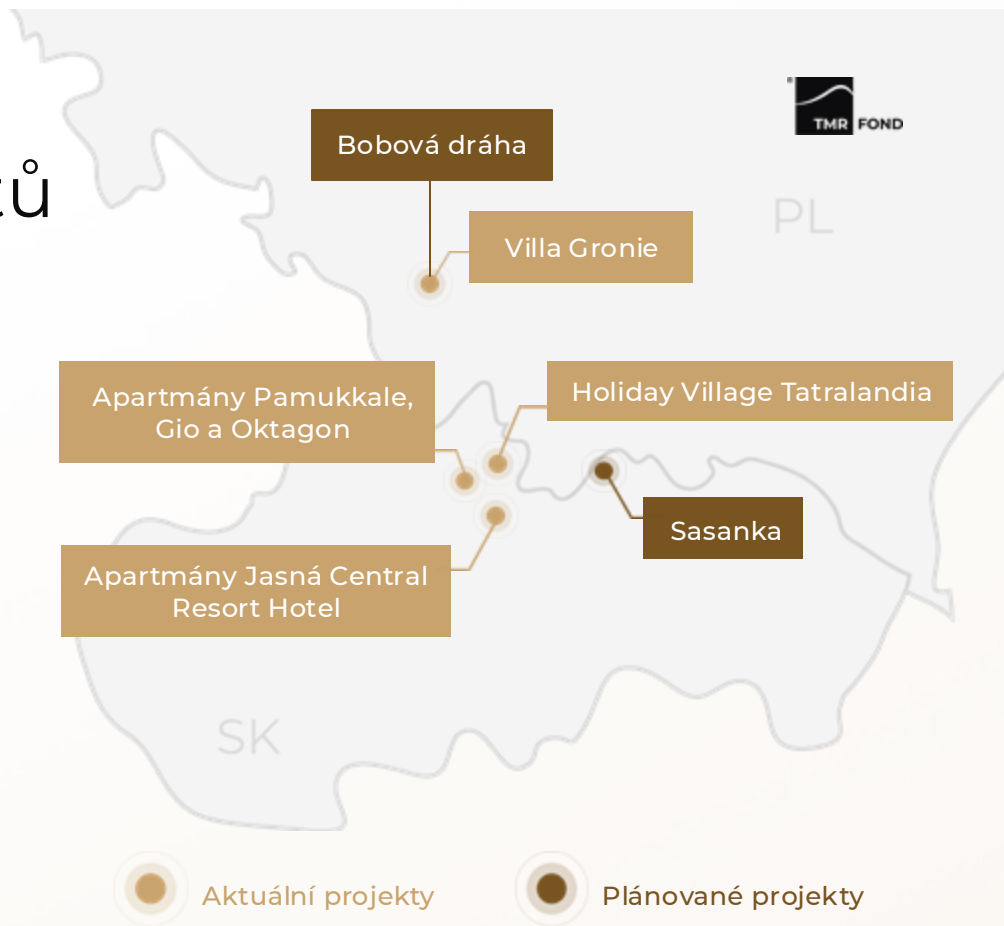 TMR FOND
tů
Bobová dráha
PL
Villa Gronie
Apartmány Pamukkale,
Gio a Oktagon
Holiday Village Tatralandia
Sasanka
Apartmány Jasná Central
Resort Hotel
SK
Aktuální projekty
Plánované projekty